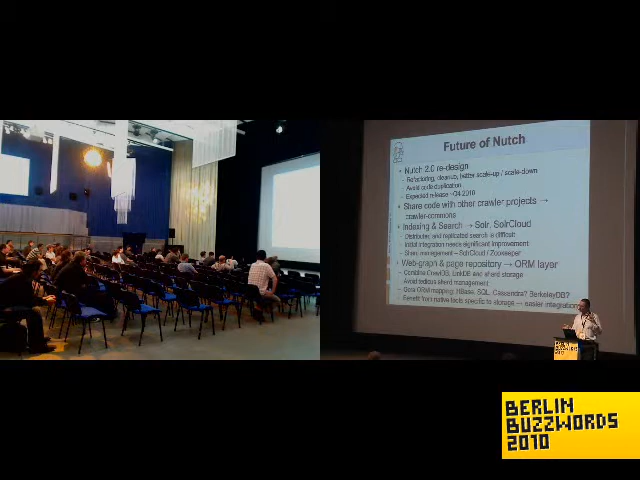 Future of Nutch
• Nutch 2.0 re-design
– Refactoring, cleanup, better scale-up / scale-down
– Avoid code duplication
– Expected release ~Q4 2010
• Share code with other crawler projects →
crawler-commons
• Indexing & Search → Solr, SolrCloud
– Distributed and replicated search is difficult
– Initial integration needs significant improvement
– Shard management – SolrCloud / Zookeeper
• Web-graph & page repository → ORM layer
– Combine CrawlDB, LinkDB and shard storage
– Avoid tedious shard management
– Gora ORM mapping: HBase, SQL, Cassandra? BerkeleyDB?
– Benefit from native tools specific to storage → easier integration
BERLIN
BUZZWORDS
2010